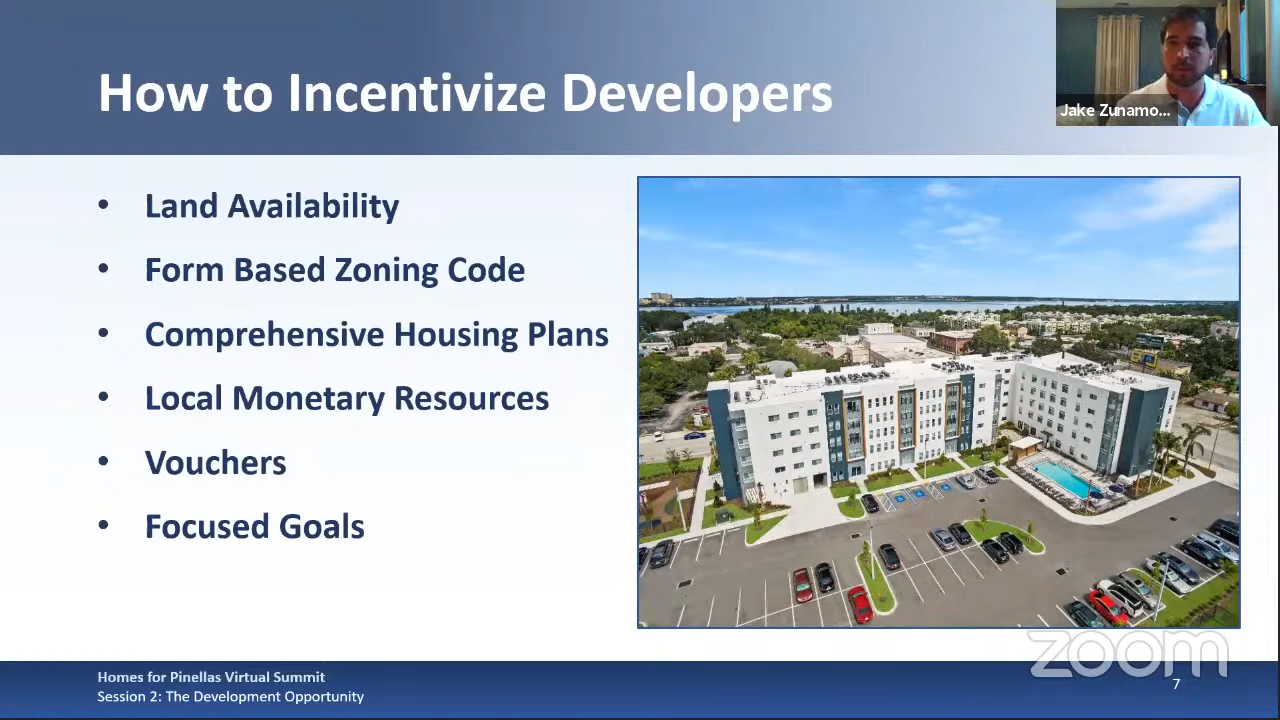 How to Incentivize Developers
Jake Zunamo...
• Land Availability
• Form Based Zoning Code
• Comprehensive Housing Plans
• Local Monetary Resources
• Vouchers
• Focused Goals
zoom
Homes for Pinellas Virtual Summit
Session 2: The Development Opportunity
7